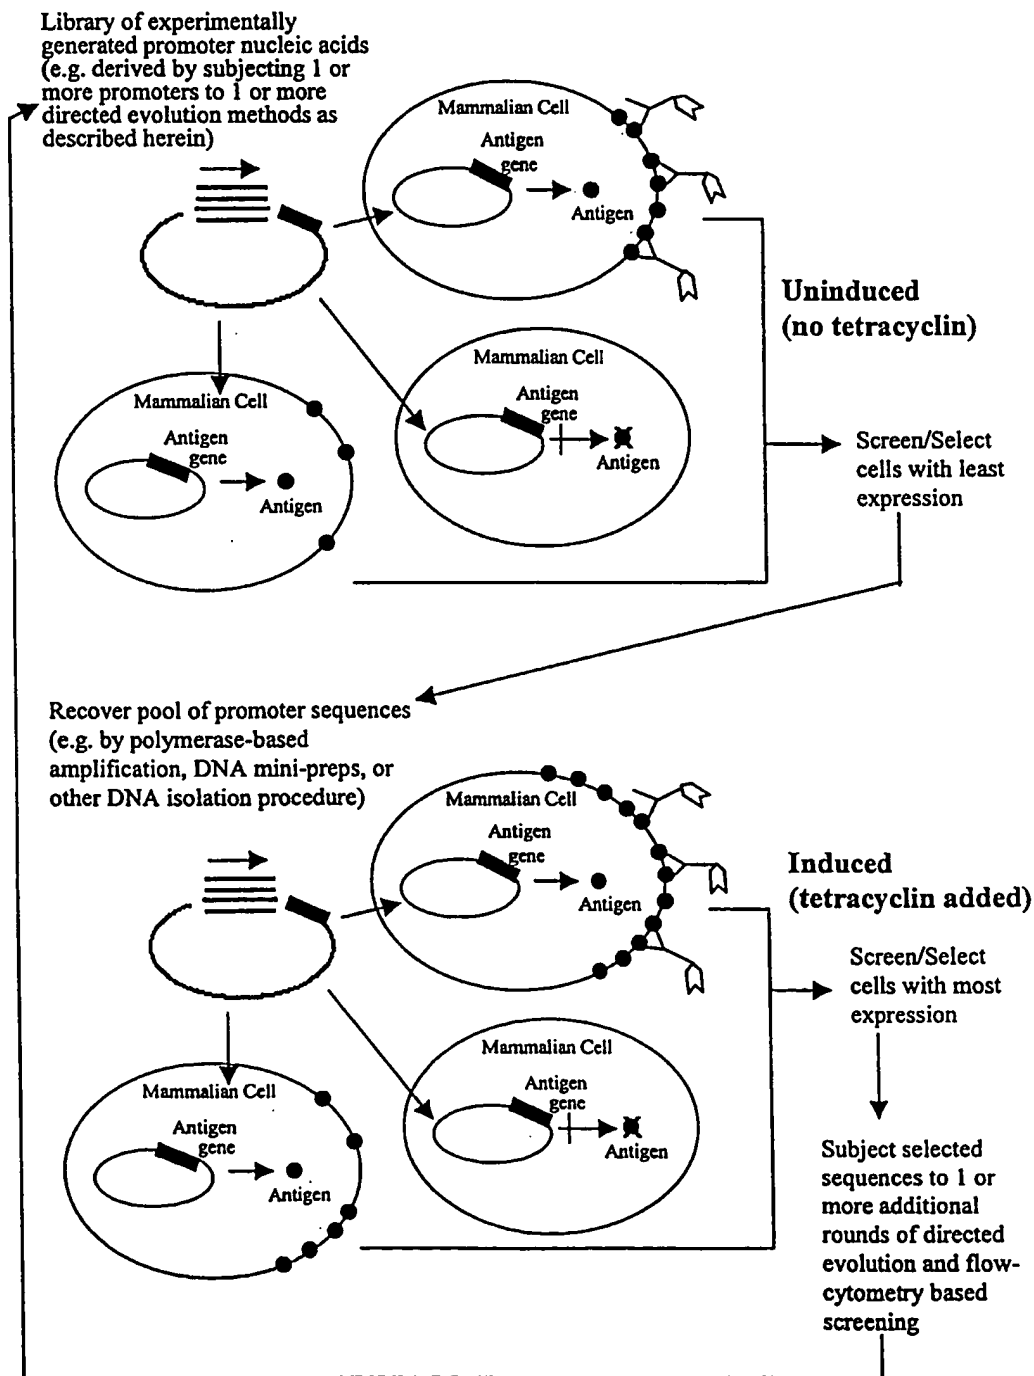 Library of experimentally
generated promoter nucleic acids
(e.g. derived by subjecting 1 or
more promoters to 1 or more
directed evolution methods as
described herein)
Mammalian Cell
Antigen
gene
Antigen
Uninduced
(no tetracyclin)
Mammalian Cell
Antigen
gene
Antigen
Mammalian Cell
Antigen
gene
Antigen
Screen/Select
cells with least
expression
Recover pool of promoter sequences
(e.g. by polymerase-based
amplification, DNA mini-preps, or
other DNA isolation procedure)
Mammalian Cell
Antigen
gene
Antigen
Induced
(tetracyclin added)
Screen/Select
cells with most
expression
Mammalian Cell
Antigen
gene
Antigen
Mammalian Cell
Antigen
gene
Antigen
Subject selected
sequences to 1 or
more additional
rounds of directed
evolution and flow-
cytometry based
screening